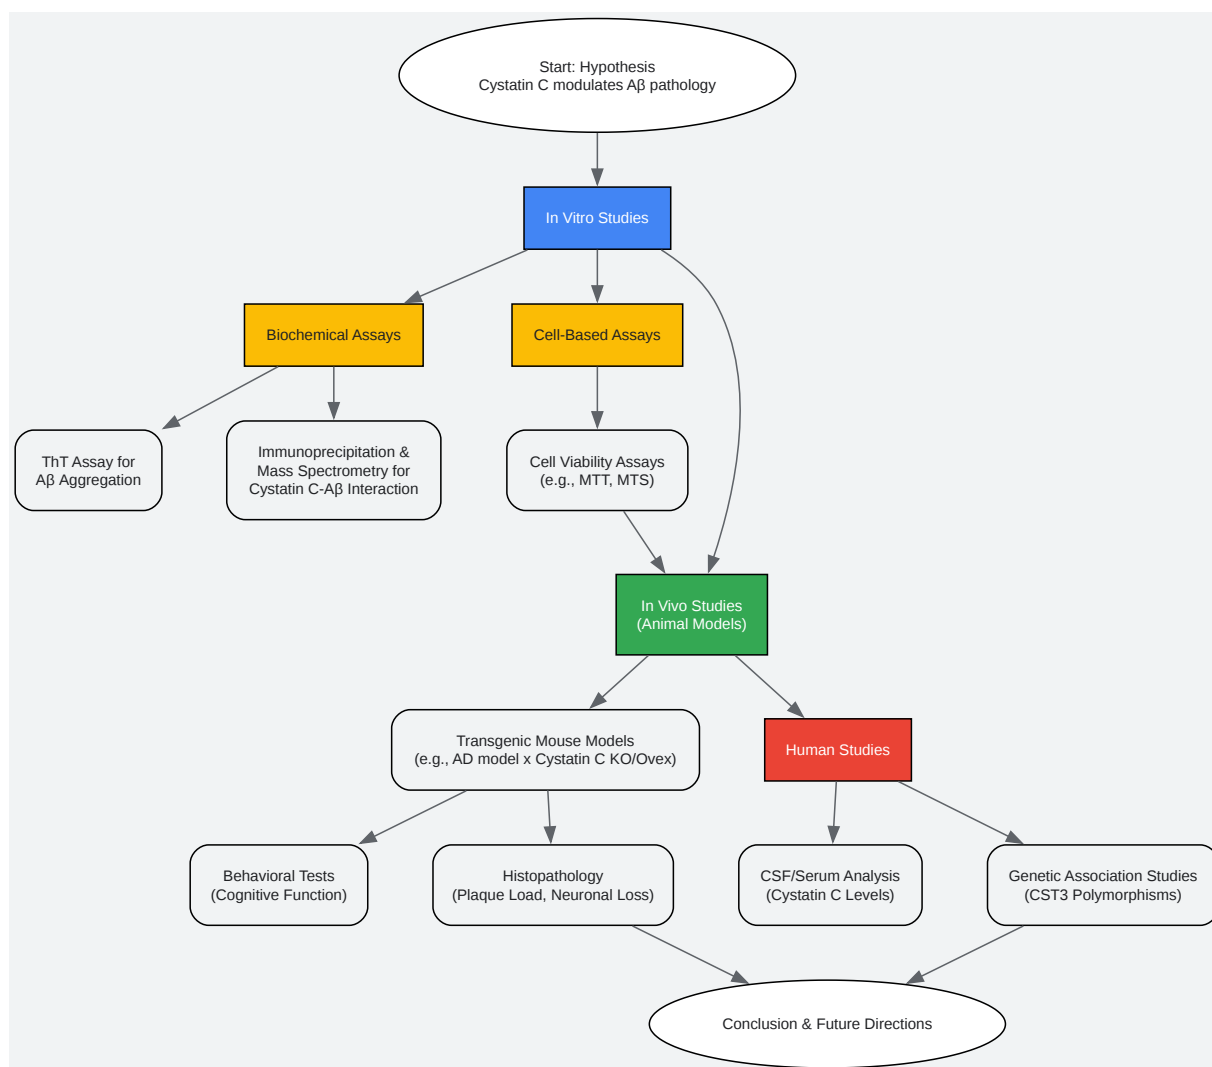 Start: Hypothesis
Cystatin C modulates Aβ pathology
In Vitro Studies
Biochemical Assays
Cell-Based Assays
ThT Assay for
Aβ Aggregation
Immunoprecipitation &
Mass Spectrometry for
Cystatin C-Aβ Interaction
Cell Viability Assays
(e.g., MTT, MTS)
In Vivo Studies
(Animal Models)
Transgenic Mouse Models
(e.g., AD model x Cystatin C KO/Ovex)
Human Studies
Behavioral Tests
(Cognitive Function)
Histopathology
(Plaque Load, Neuronal Loss)
CSF/Serum Analysis
(Cystatin C Levels)
Genetic Association Studies
(CST3 Polymorphisms)
Conclusion & Future Directions